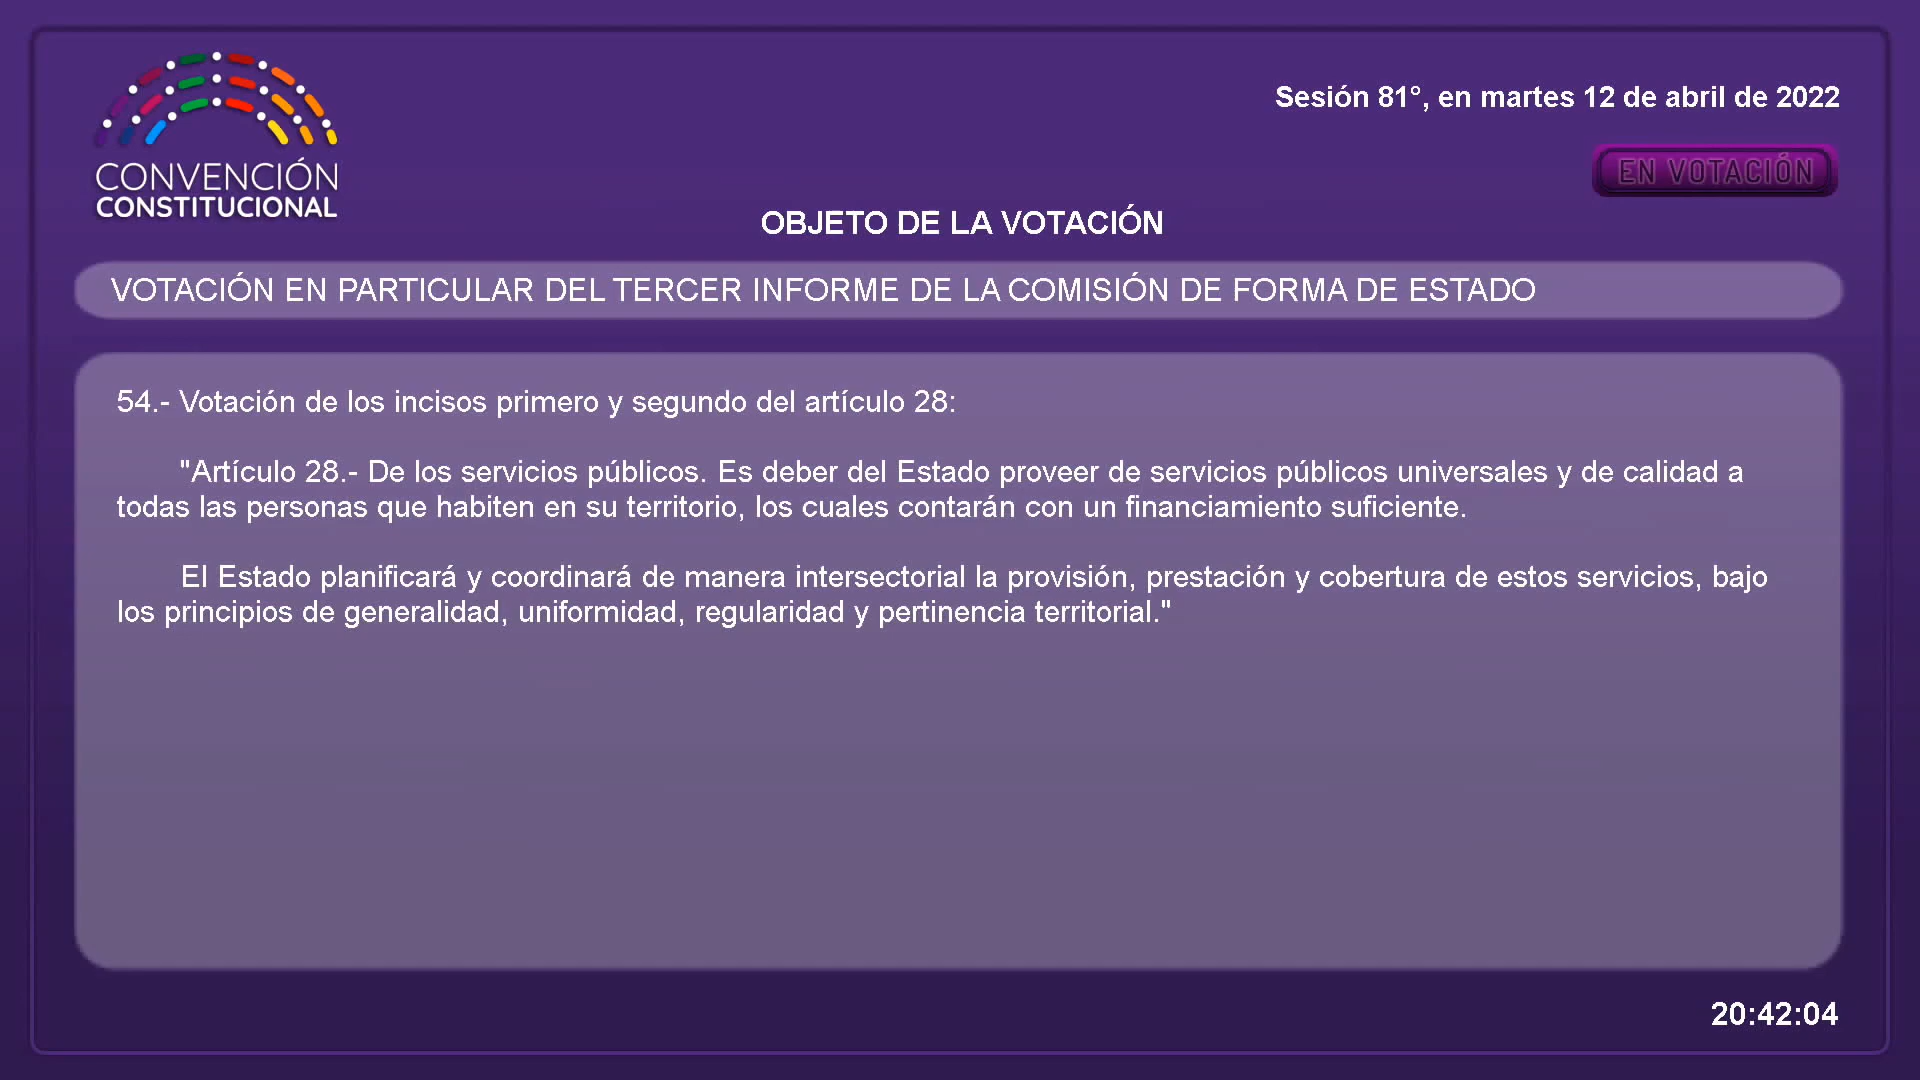 CONVENCIÓN
CONSTITUCIONAL
Sesión 81°, en martes 12 de abril de 2022
EN VOTACIÓN
OBJETO DE LA VOTACIÓN
VOTACIÓN EN PARTICULAR DEL TERCER INFORME DE LA COMISIÓN DE FORMA DE ESTADO
54.- Votación de los incisos primero y segundo del artículo 28:
"Artículo 28.- De los servicios públicos. Es deber del Estado proveer de servicios públicos universales y de calidad a
todas las personas que habiten en su territorio, los cuales contarán con un financiamiento suficiente.
El Estado planificará y coordinará de manera intersectorial la provisión, prestación y cobertura de estos servicios, bajo
los principios de generalidad, uniformidad, regularidad y pertinencia territorial."
20:42:04